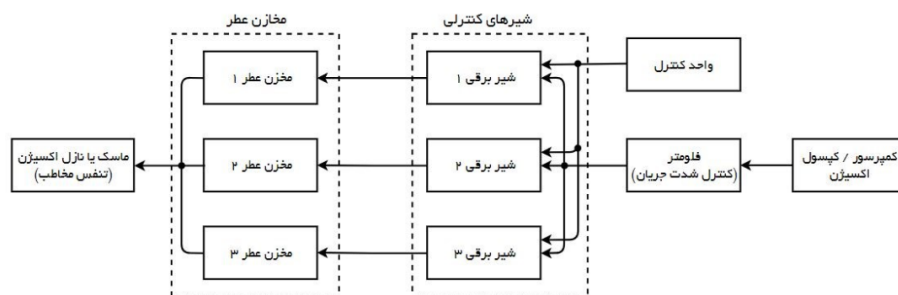 شیرهای کنترلی
مخازن عطر
واحد کنترل
شیر برقی ۱
مخزن عطر ۱
کمپرسور / کپسول
اکسیژن
فلومتر
(کنترل شدت جریان)
شیر برقی ۲
مخزن عطر ۲
ماسک یا نازل اکسیژن
(تنفس مخاطب)
شیر برقی ۳
مخزن عطر ۳